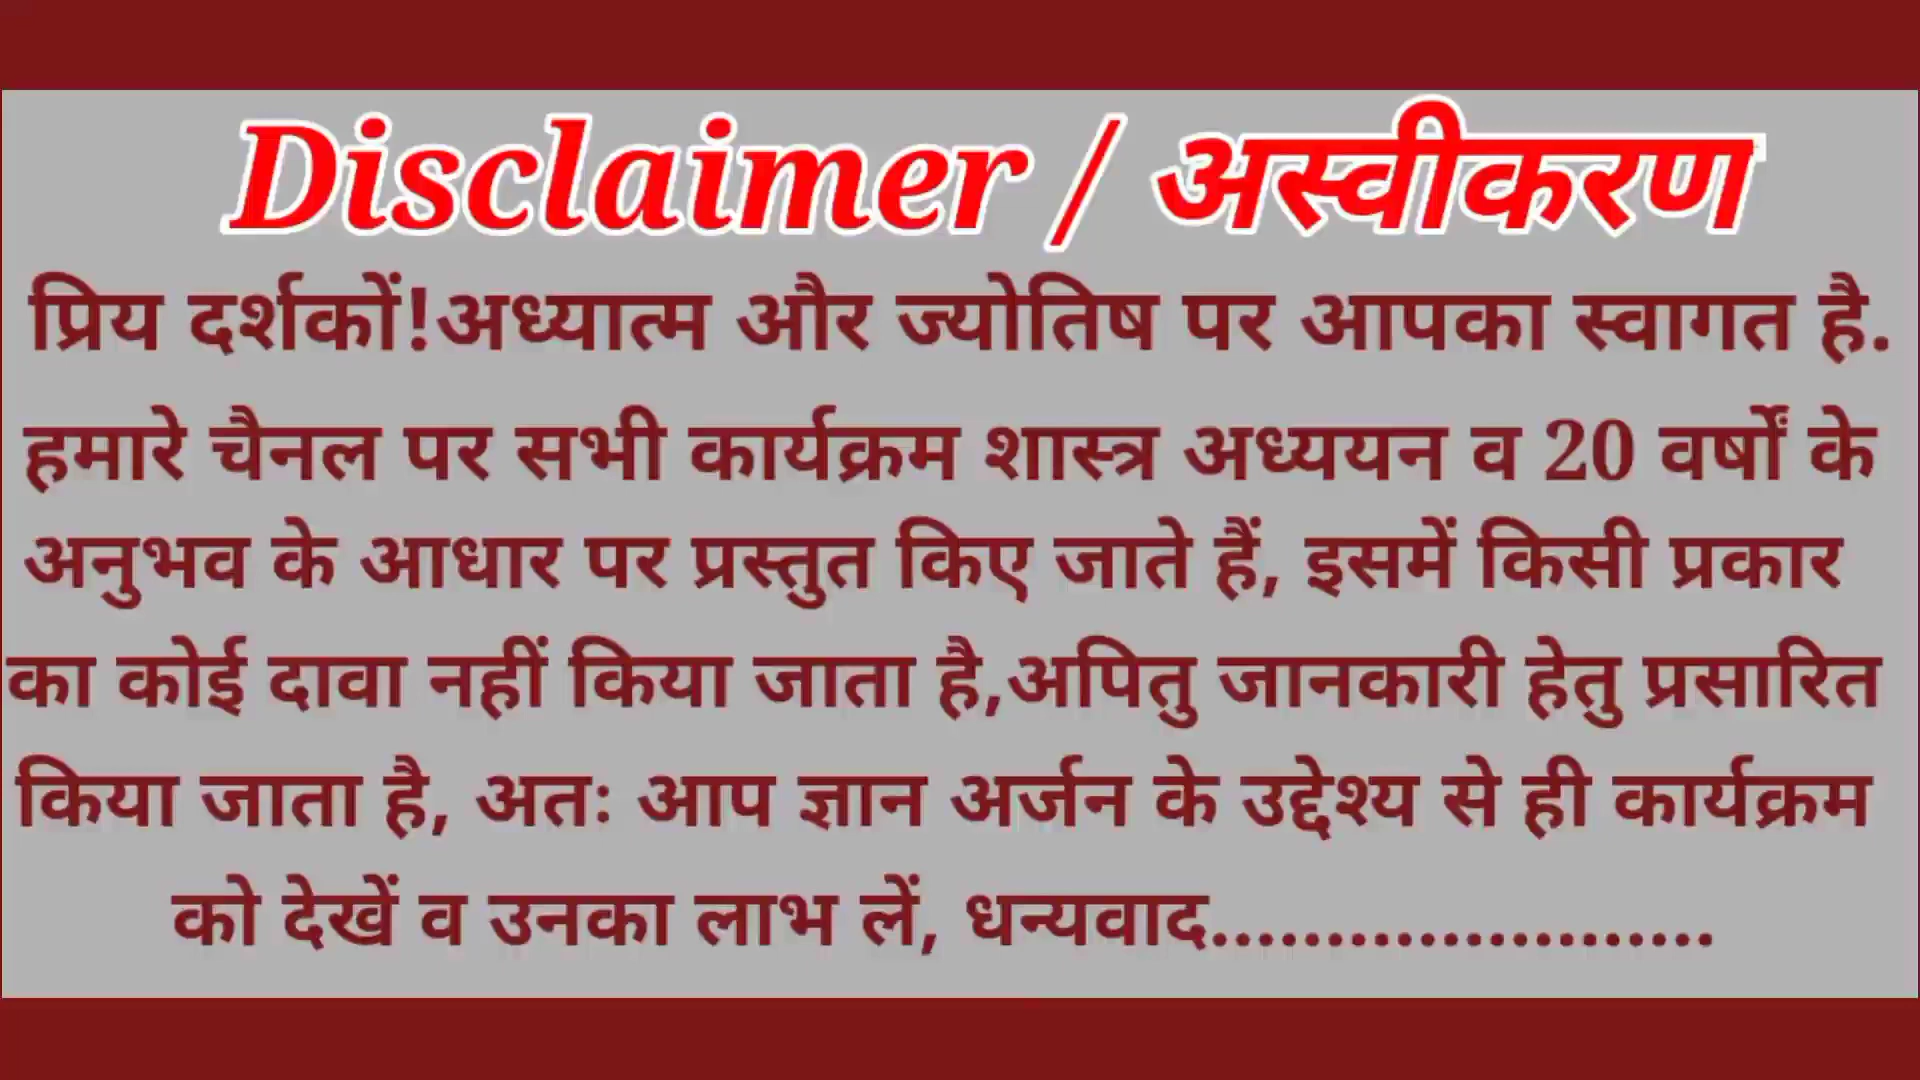 Disclaimer / अस्वीकरण
प्रिय दर्शकों!अध्यात्म और ज्योतिष पर आपका स्वागत है.
हमारे चैनल पर सभी कार्यक्रम शास्त्र अध्ययन व 20 वर्षों के
अनुभव के आधार पर प्रस्तुत किए जाते हैं, इसमें किसी प्रकार
का कोई दावा नहीं किया जाता है,अपितु जानकारी हेतु प्रसारित
किया जाता है, अतः आप ज्ञान अर्जन के उद्देश्य से ही कार्यक्रम
को देखें व उनका लाभ लें, धन्यवाद......................